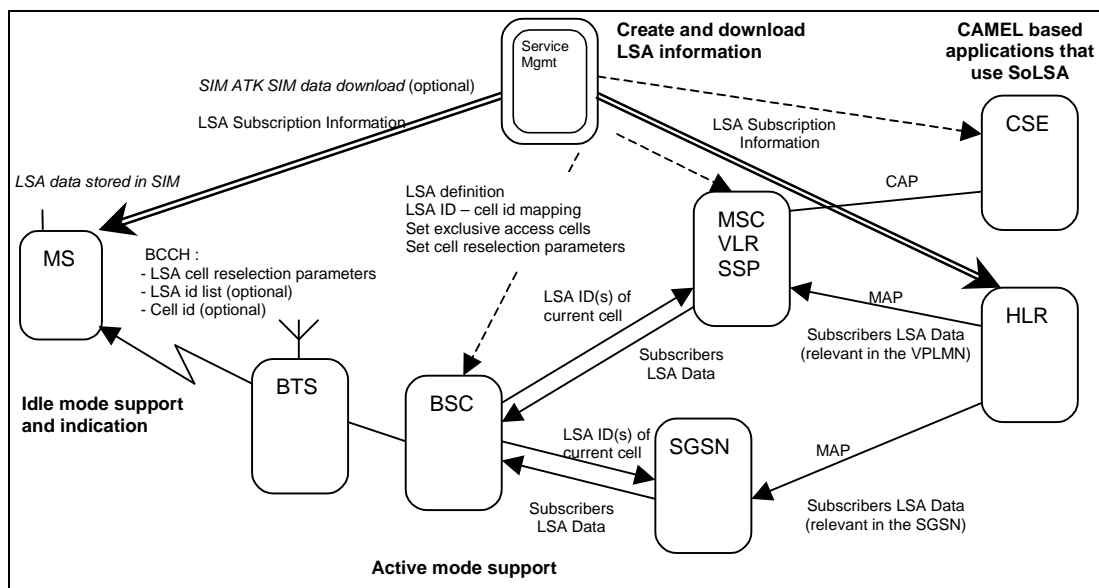 Service
Mgmt
Create and download
LSA information
CAMEL based
applications that
use SoLSA
SIM ATK SIM data download (optional)
LSA Subscription Information
LSA data stored in SIM
LSA Subscription
Information
CSE
CAP
LSA definition
LSA ID – cell id mapping
Set exclusive access cells
Set cell reselection parameters
MSC
VLR
SSP
MS
BCCH :
- LSA cell reselection parameters
- LSA id list (optional)
- Cell id (optional)
LSA ID(s) of
current cell
MAP
HLR
Subscribers LSA Data
(relevant in the VPLMN)
Subscribers
LSA Data
BTS
BSC
Idle mode support
and indication
LSA ID(s) of
current cell
SGSN
MAP
Subscribers
LSA Data
Subscribers LSA Data
(relevant in the SGSN)
Active mode support